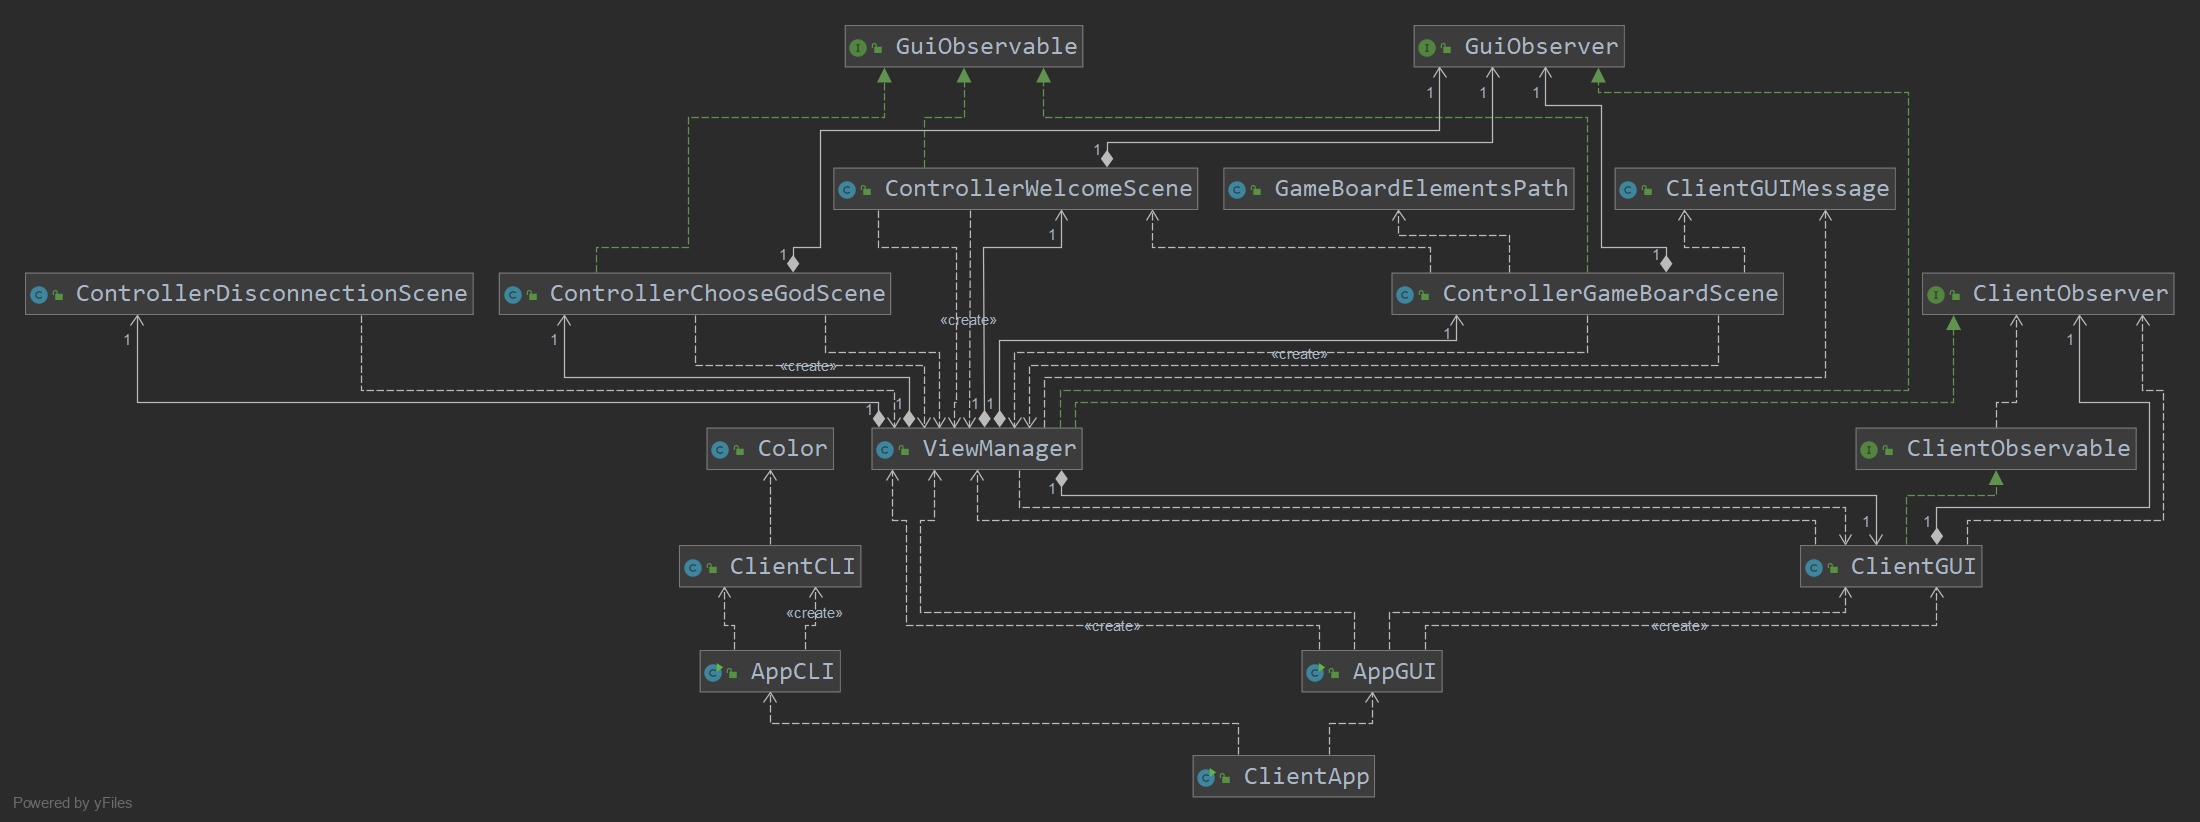 GuiObservable
GuiObserver
1
1
1
1
ControllerWelcomeScene
GameBoardElementsPath
ClientGUIMessage
1
1
1
ControllerDisconnectionScene
ControllerChooseGodScene
ControllerGameBoardScene
ClientObserver
«create»
1
1
1
1
«create»
«create»
1
1
1
1
Color
ViewManager
ClientObservable
1
1
1
ClientCLI
ClientGUI
«create»
«create»
«create»
AppCLI
AppGUI
ClientApp
Powered by yFiles